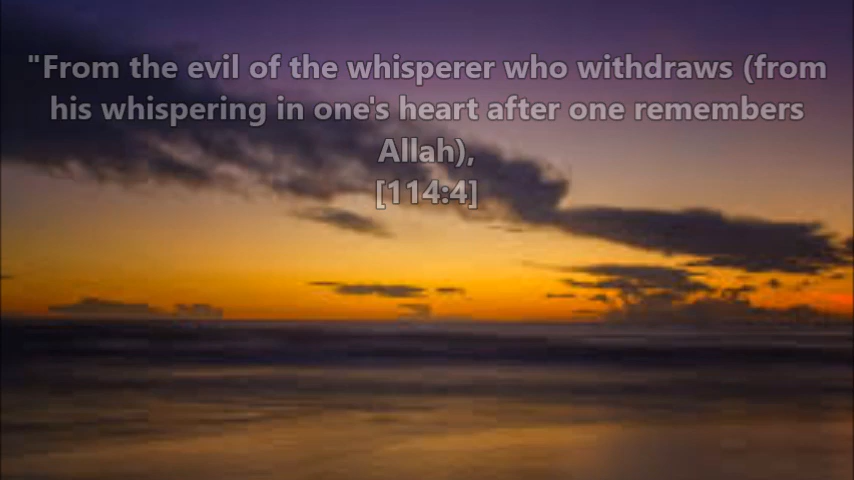 "From the evil of the whisperer who withdraws (from
his whispering in one's heart after one remembers
Allah),
[114:4]